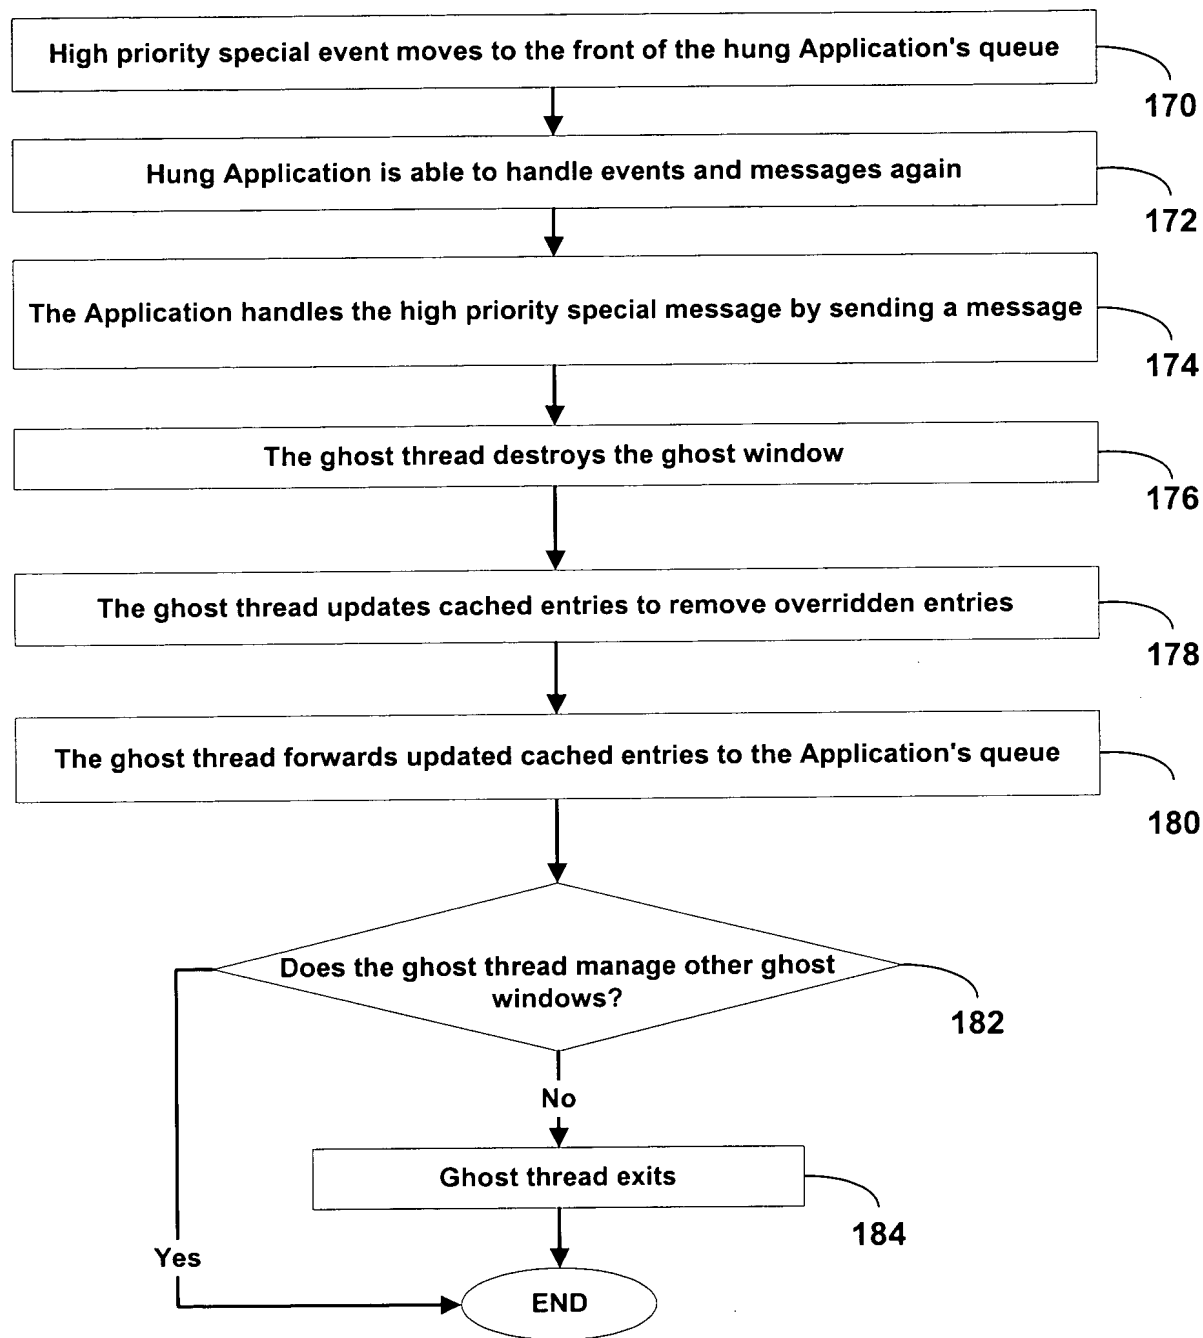 High priority special event moves to the front of the hung Application's queue
170
Hung Application is able to handle events and messages again
172
The Application handles the high priority special message by sending a message
174
The ghost thread destroys the ghost window
176
The ghost thread updates cached entries to remove overridden entries
178
The ghost thread forwards updated cached entries to the Application's queue
180
Does the ghost thread manage other ghost
windows?
182
No
Ghost thread exits
184
Yes
END